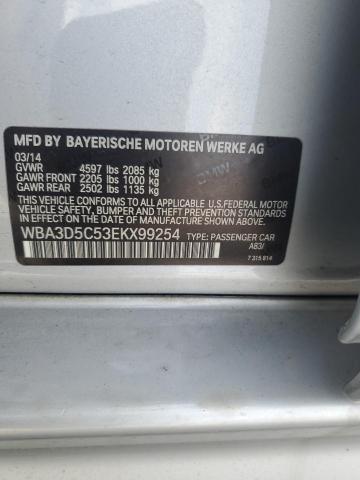 MFD BY BAYERISCHE MOTOREN WERKE AG
03/14
GVWR 4597 lbs 2085 kg
GAWR FRONT 2205 lbs 1000 kg
GAWR REAR 2502 lbs 1135 kg
THIS VEHICLE CONFORMS TO ALL APPLICABLE U.S. FEDERAL
MOTOR VEHICLE SAFETY, BUMPER, AND THEFT PREVENTION
STANDARDS IN EFFECT ON THE DATE OF MANUFACTURE SHOWN ABOVE.
WBA3D5C53EKX99254 TYPE: PASSENGER CAR
A83/
7 315 814